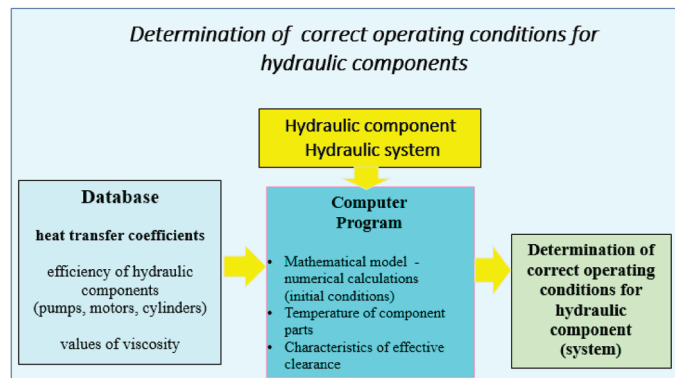 Determination of correct operating conditions for
hydraulic components
Hydraulic component
Hydraulic system
Database
heat transfer coefficients
efficiency of hydraulic
components
(pumps, motors, cylinders)
values of viscosity
Computer
Program
• Mathematical model -
numerical calculations
(initial conditions)
• Temperature of component
parts
• Characteristics of effective
clearance
Determination of
correct operating
conditions for
hydraulic
component
(system)